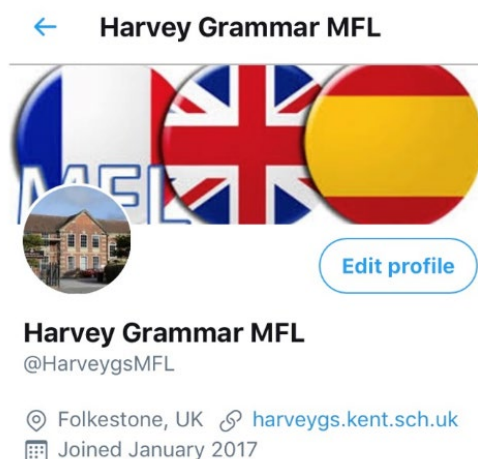 Harvey Grammar MFL
MFL
Edit profile
Harvey Grammar MFL
@HarveygsMFL
Folkestone, UK harveygs.kent.sch.uk
Joined January 2017